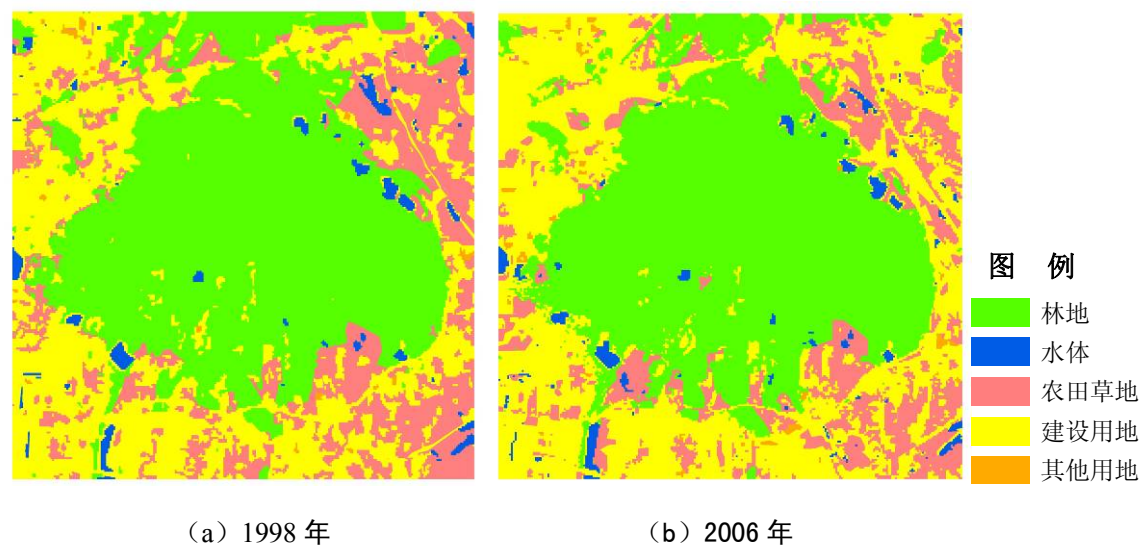 图 例
林地
水体
农田草地
建设用地
其他用地
（a）1998 年
（b）2006 年